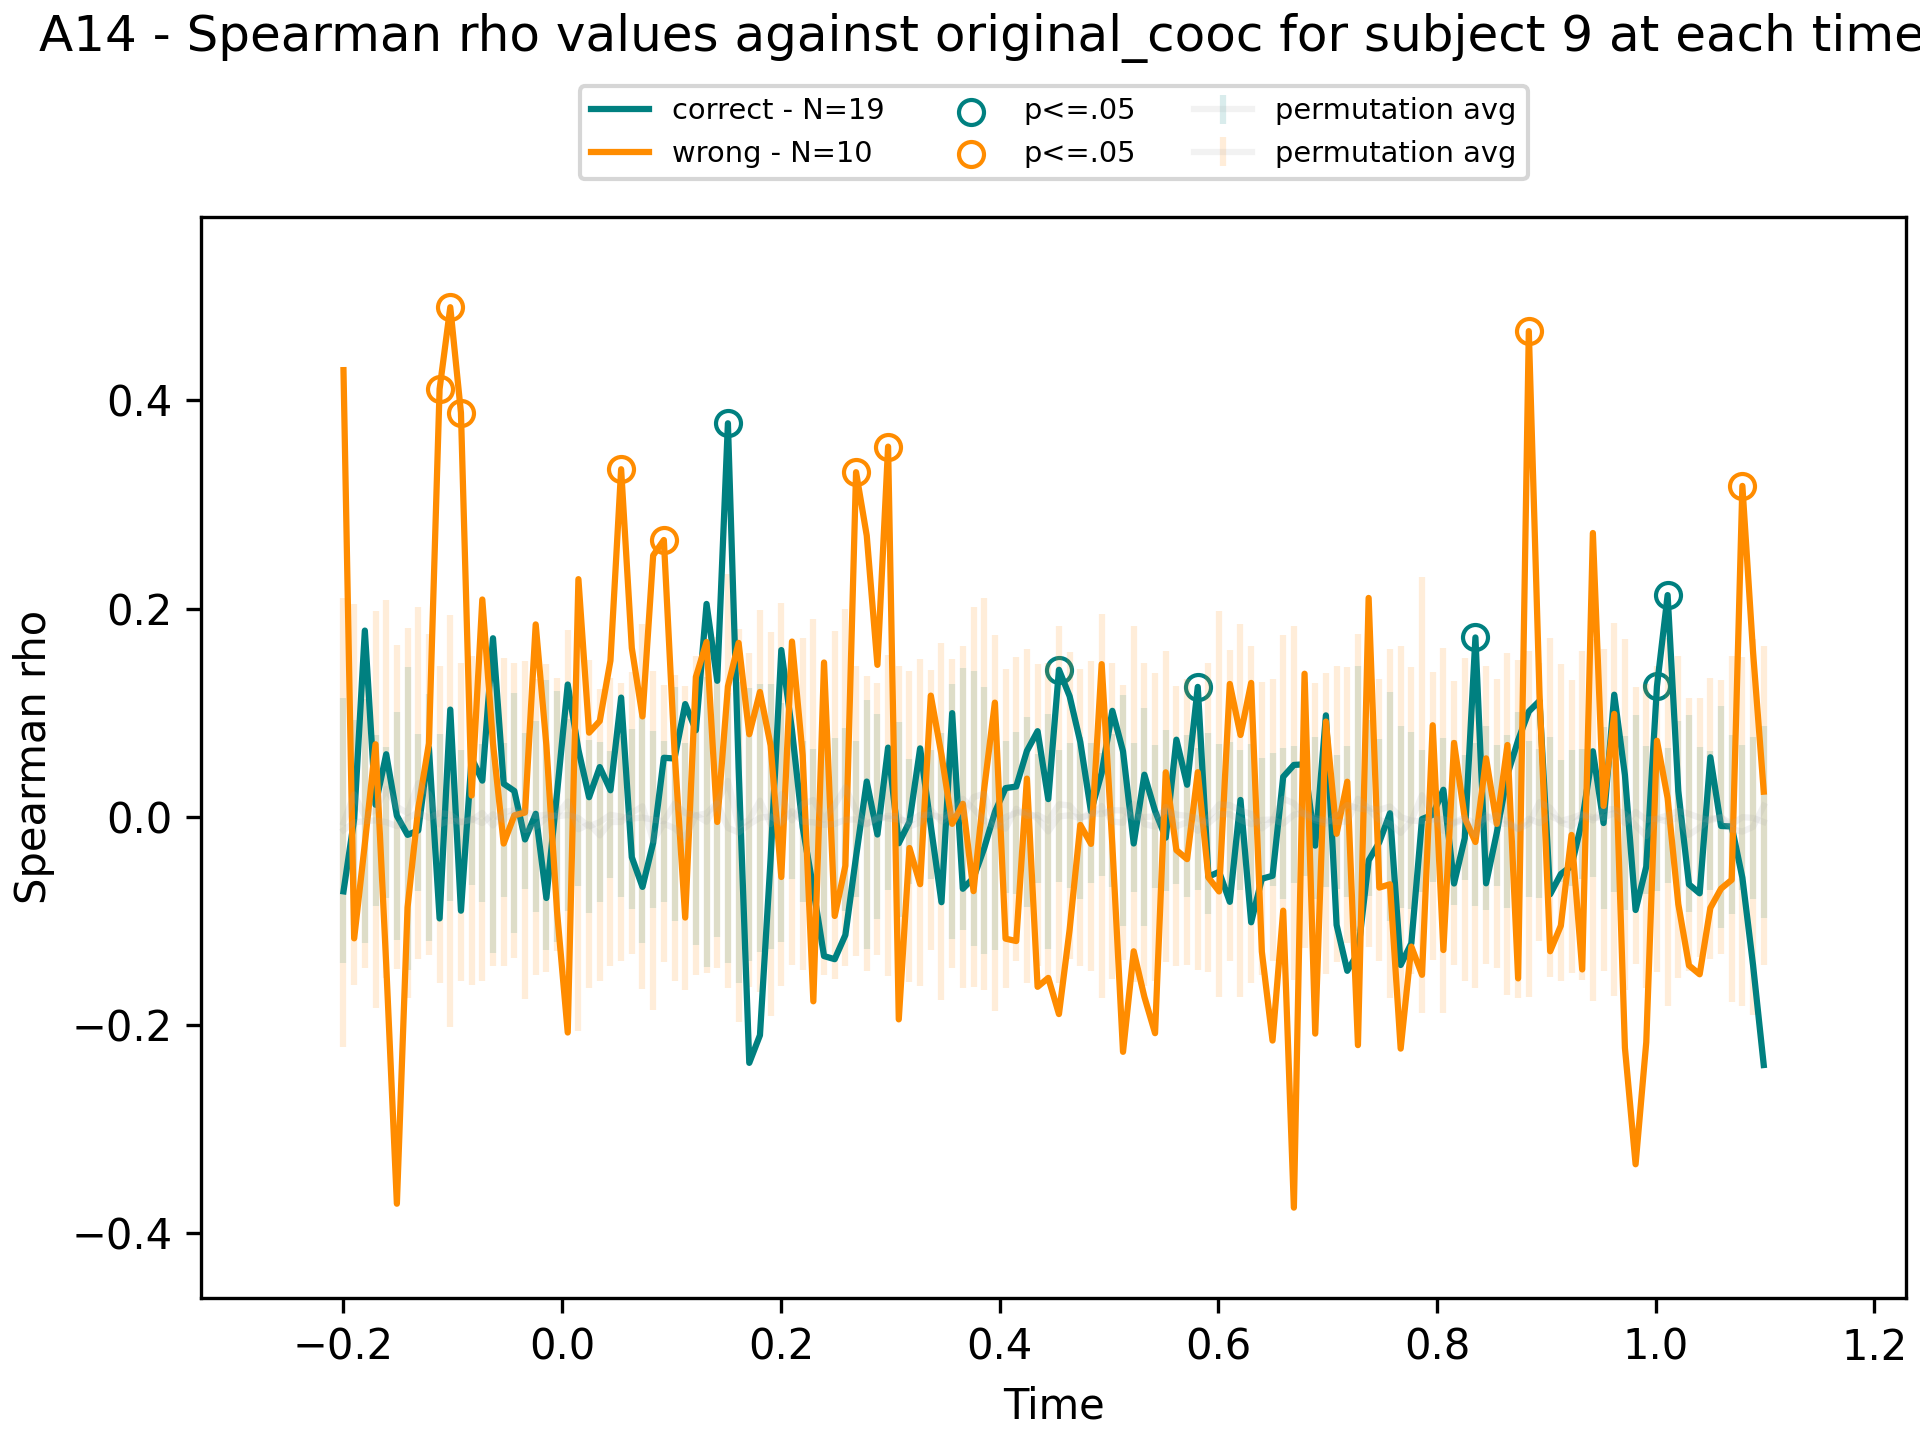 A14 - Spearman rho values against original_cooc for subject 9 at each time
correct - N=19
wrong - N=10
p<=.05
p<=.05
permutation avg
permutation avg
Spearman rho
0.4
0.2
0.0
−0.2
−0.4
−0.2 0.0 0.2 0.4 0.6 0.8 1.0 1.2
Time